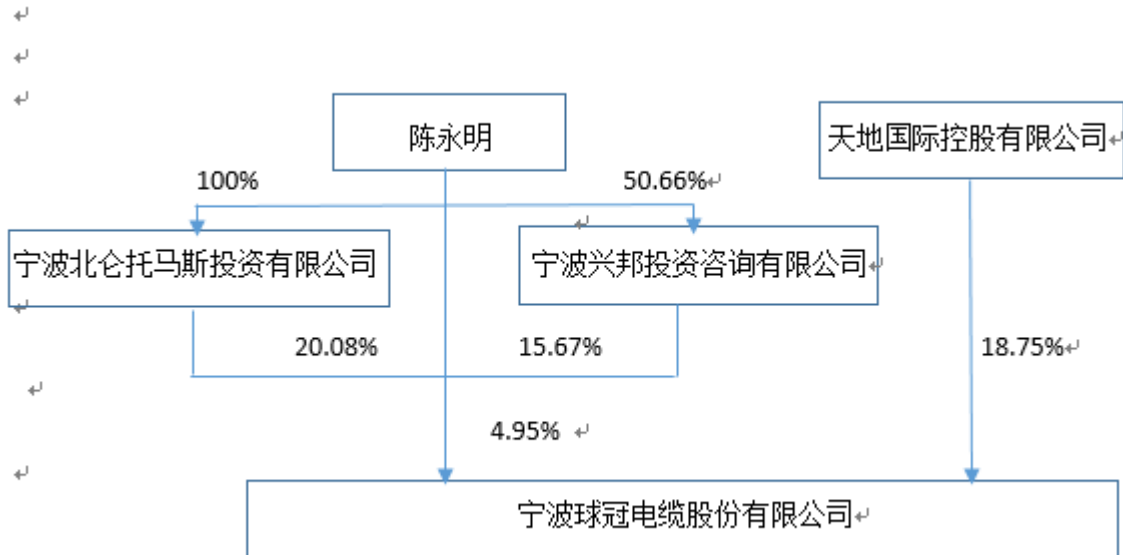 陈永明
天地国际控股有限公司
100%
50.66%
宁波北仑托马斯投资有限公司
宁波兴邦投资咨询有限公司
20.08%
15.67%
18.75%
4.95%
宁波球冠电缆股份有限公司